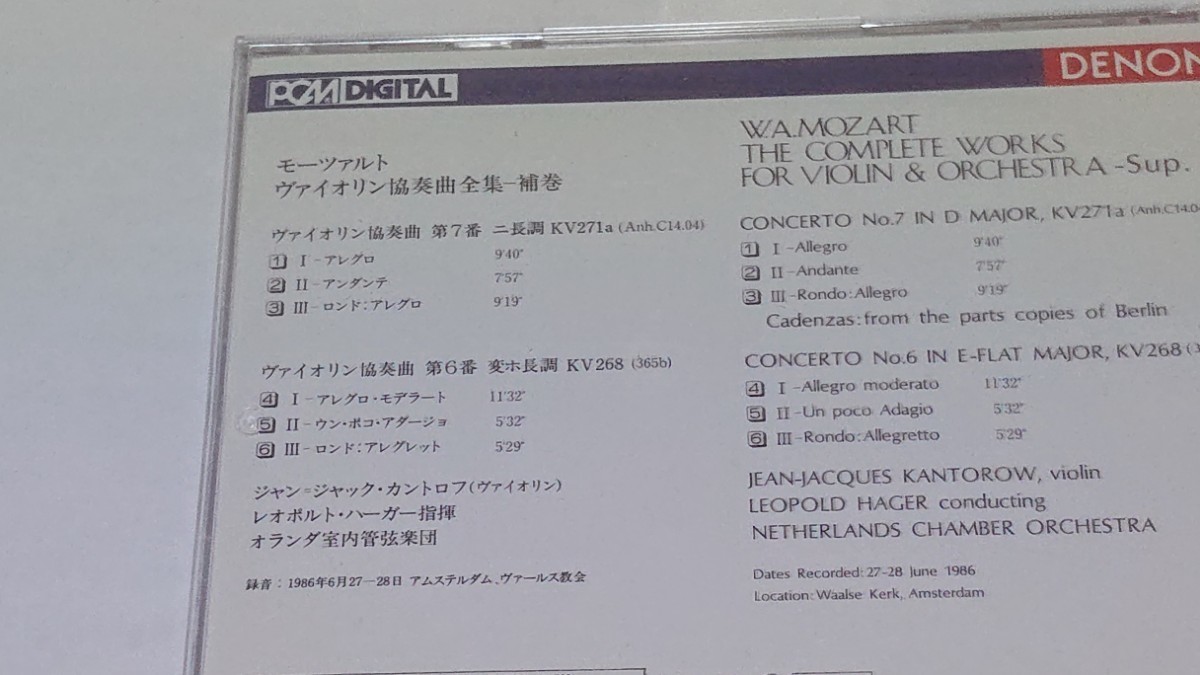 PCM DIGITAL
DENON
モーツァルト
ヴァイオリン協奏曲全集-補巻
ヴァイオリン協奏曲 第7番 ニ長調 KV271a (Anh.C14.04)
1 I-アレグロ 9'40"
2 II-アンダンテ 7'57"
3 III-ロンド:アレグロ 9'19"
ヴァイオリン協奏曲 第6番 変ホ長調 KV268 (365b)
4 I-アレグロ・モデラート 11'32"
5 II-ウン・ポコ・アダージョ 5'32"
6 III-ロンド:アレグレット 5'29"
ジャン=ジャック・カントロフ(ヴァイオリン)
レオポルト・ハーガー指揮
オランダ室内管弦楽団
録音:1986年6月27-28日 アムステルダム、ヴァールス教会
W.A.MOZART
THE COMPLETE WORKS
FOR VIOLIN & ORCHESTRA -Sup.
CONCERTO No.7 IN D MAJOR, KV271a (Anh.C14.04
1 I-Allegro 9'40"
2 II-Andante 7'57"
3 III-Rondo:Allegro 9'19"
Cadenzas:from the parts copies of Berlin
CONCERTO No.6 IN E-FLAT MAJOR, KV268
4 I-Allegro moderato 11'32"
5 II-Un poco Adagio 5'32"
6 III-Rondo:Allegretto 5'29"
JEAN-JACQUES KANTOROW, violin
LEOPOLD HAGER conducting
NETHERLANDS CHAMBER ORCHESTRA
Dates Recorded:27-28 June 1986
Location:Waalse Kerk, Amsterdam